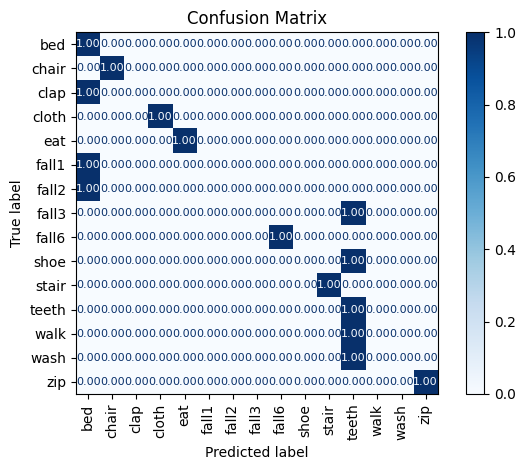 Confusion Matrix
bed 1.00 0.00 0.00 0.00 0.00 0.00 0.00 0.00 0.00 0.00 0.00 0.00 0.00 0.00 0.00
chair 0.00 1.00 0.00 0.00 0.00 0.00 0.00 0.00 0.00 0.00 0.00 0.00 0.00 0.00 0.00
clap 1.00 0.00 0.00 0.00 0.00 0.00 0.00 0.00 0.00 0.00 0.00 0.00 0.00 0.00 0.00
cloth 0.00 0.00 0.00 1.00 0.00 0.00 0.00 0.00 0.00 0.00 0.00 0.00 0.00 0.00 0.00
eat 0.00 0.00 0.00 0.00 1.00 0.00 0.00 0.00 0.00 0.00 0.00 0.00 0.00 0.00 0.00
fall1 1.00 0.00 0.00 0.00 0.00 0.00 0.00 0.00 0.00 0.00 0.00 0.00 0.00 0.00 0.00
fall2 1.00 0.00 0.00 0.00 0.00 0.00 0.00 0.00 0.00 0.00 0.00 0.00 0.00 0.00 0.00
fall3 0.00 0.00 0.00 0.00 0.00 0.00 0.00 0.00 0.00 0.00 0.00 1.00 0.00 0.00 0.00
fall6 0.00 0.00 0.00 0.00 0.00 0.00 0.00 0.00 1.00 0.00 0.00 0.00 0.00 0.00 0.00
shoe 0.00 0.00 0.00 0.00 0.00 0.00 0.00 0.00 0.00 0.00 0.00 1.00 0.00 0.00 0.00
stair 0.00 0.00 0.00 0.00 0.00 0.00 0.00 0.00 0.00 0.00 1.00 0.00 0.00 0.00 0.00
teeth 0.00 0.00 0.00 0.00 0.00 0.00 0.00 0.00 0.00 0.00 0.00 1.00 0.00 0.00 0.00
walk 0.00 0.00 0.00 0.00 0.00 0.00 0.00 0.00 0.00 0.00 0.00 1.00 0.00 0.00 0.00
wash 0.00 0.00 0.00 0.00 0.00 0.00 0.00 0.00 0.00 0.00 0.00 1.00 0.00 0.00 0.00
zip 0.00 0.00 0.00 0.00 0.00 0.00 0.00 0.00 0.00 0.00 0.00 0.00 0.00 0.00 1.00
True label
bed chair clap cloth eat fall1 fall2 fall3 fall6 shoe stair teeth walk wash zip
Predicted label
1.0
0.8
0.6
0.4
0.2
0.0